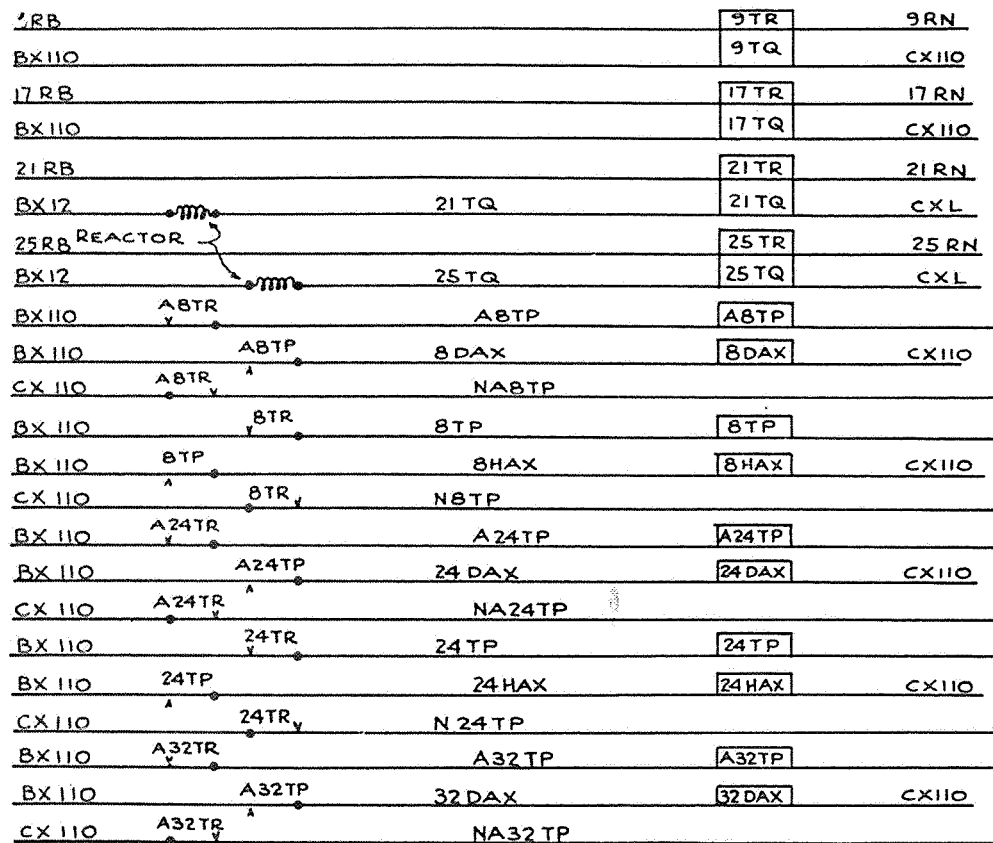 RB 9TR 9RN
BX110 9TQ CX110
17RB 17TR 17RN
BX110 17TQ CX110
21RB 21TR 21RN
BX12 21TQ 21TQ CXL
25RB REACTOR 25TR 25RN
BX12 25TQ 25TQ CXL
BX110 A8TR A8TP A8TP
BX110 A8TP 8DAX 8DAX CX110
CX110 A8TR NA8TP
BX110 8TR 8TP 8TP
BX110 8TP 8HAX 8HAX CX110
CX110 8TR N8TP
BX110 A24TR A24TP A24TP
BX110 A24TP 24DAX 24DAX CX110
CX110 A24TR NA24TP
BX110 24TR 24TP 24TP
BX110 24TP 24HAX 24HAX CX110
CX110 24TR N24TP
BX110 A32TR A32TP A32TP
BX110 A32TP 32DAX 32DAX CX110
CX110 A32TR NA32TP